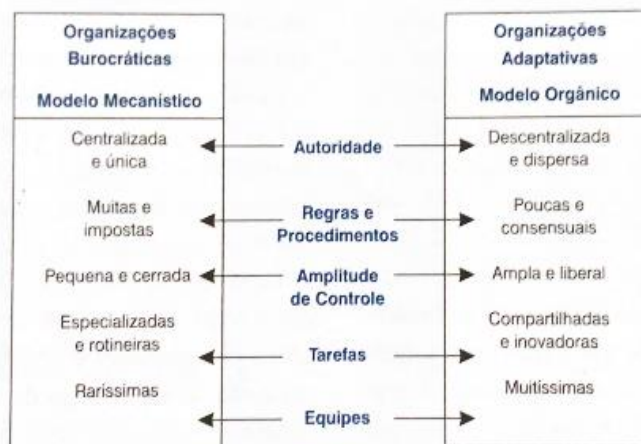 Organizações
Burocráticas
Modelo Mecanístico
Organizações
Adaptativas
Modelo Orgânico
Centralizada
e única
Autoridade
Descentralizada
e dispersa
Muitas e
impostas
Regras e
Procedimentos
Poucas e
consensuais
Pequena e cerrada
Amplitude
de Controle
Ampla e liberal
Especializadas
e rotineiras
Tarefas
Compartilhadas
e inovadoras
Raríssimas
Equipes
Muitíssimas